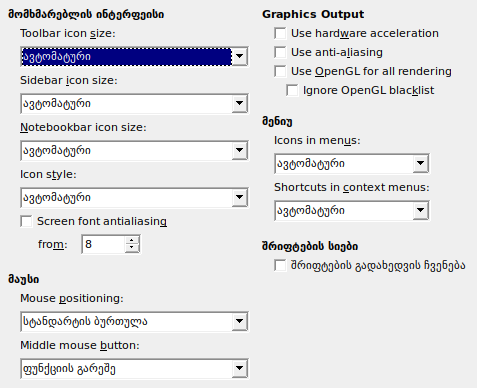 მომხმარებლის ინტერფეისი
Toolbar icon size:
ავტომატური
Sidebar icon size:
ავტომატური
Notebookbar icon size:
ავტომატური
Icon style:
ავტომატური
Screen font antialiasing
from: 8
მაუსი
Mouse positioning:
სტანდარტის ბურთულა
Middle mouse button:
ფუნქციის გარეშე
Graphics Output
Use hardware acceleration
Use anti-aliasing
Use OpenGL for all rendering
Ignore OpenGL blacklist
მენიუ
Icons in menus:
ავტომატური
Shortcuts in context menus:
ავტომატური
შრიფტების სიები
შრიფტების გადახედვის ჩვენება